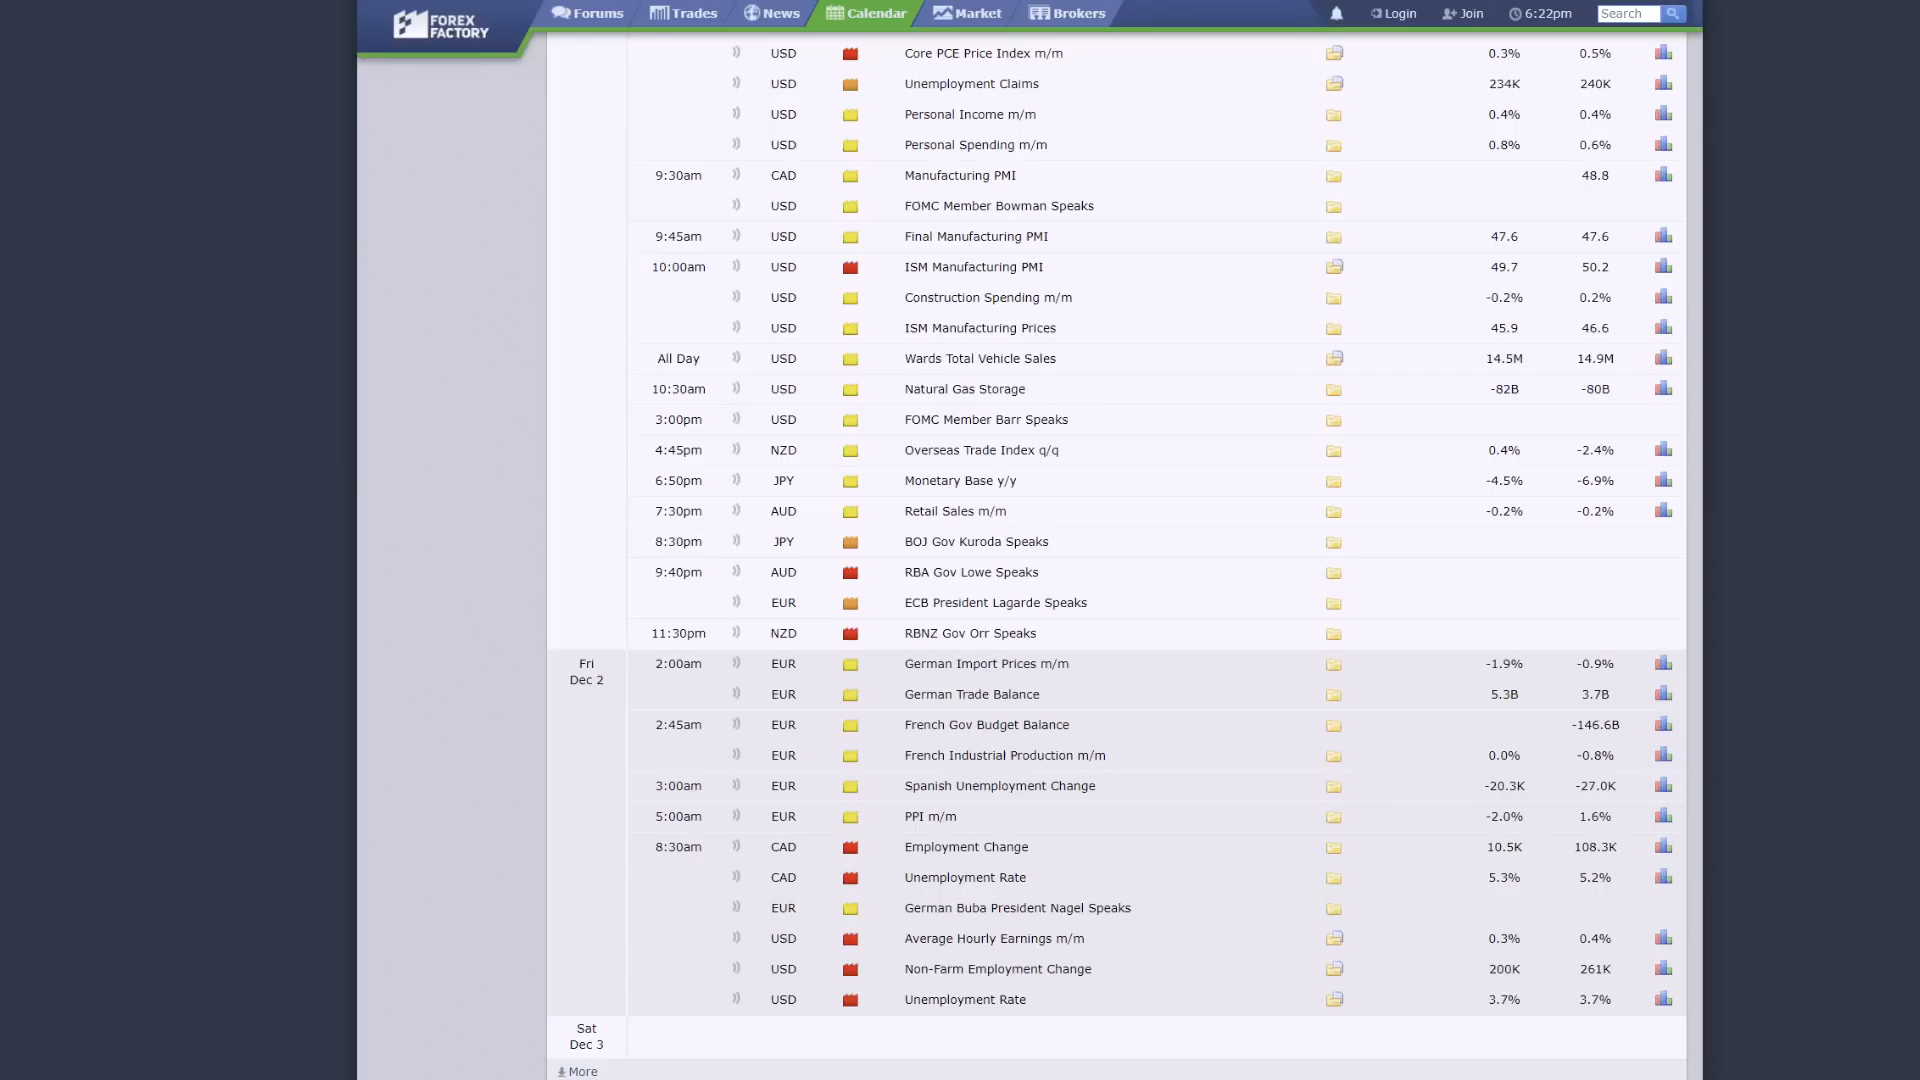 FOREX
FACTORY
Forums Trades News Calendar Market Brokers Login Join 6:22pm Search
USD Core PCE Price Index m/m 0.3% 0.5%
USD Unemployment Claims 234K 240K
USD Personal Income m/m 0.4% 0.4%
USD Personal Spending m/m 0.8% 0.6%
9:30am CAD Manufacturing PMI 48.8
USD FOMC Member Bowman Speaks
9:45am USD Final Manufacturing PMI 47.6 47.6
10:00am USD ISM Manufacturing PMI 49.7 50.2
USD Construction Spending m/m -0.2% 0.2%
USD ISM Manufacturing Prices 45.9 46.6
All Day USD Wards Total Vehicle Sales 14.5M 14.9M
10:30am USD Natural Gas Storage -82B -80B
3:00pm USD FOMC Member Barr Speaks
4:45pm NZD Overseas Trade Index q/q 0.4% -2.4%
6:50pm JPY Monetary Base y/y -4.5% -6.9%
7:30pm AUD Retail Sales m/m -0.2% -0.2%
8:30pm JPY BOJ Gov Kuroda Speaks
9:40pm AUD RBA Gov Lowe Speaks
EUR ECB President Lagarde Speaks
11:30pm NZD RBNZ Gov Orr Speaks
Fri 2:00am EUR German Import Prices m/m -1.9% -0.9%
Dec 2
EUR German Trade Balance 5.3B 3.7B
2:45am EUR French Gov Budget Balance -146.6B
EUR French Industrial Production m/m 0.0% -0.8%
3:00am EUR Spanish Unemployment Change -20.3K -27.0K
5:00am EUR PPI m/m -2.0% 1.6%
8:30am CAD Employment Change 10.5K 108.3K
CAD Unemployment Rate 5.3% 5.2%
EUR German Buba President Nagel Speaks
USD Average Hourly Earnings m/m 0.3% 0.4%
USD Non-Farm Employment Change 200K 261K
USD Unemployment Rate 3.7% 3.7%
Sat
Dec 3
More